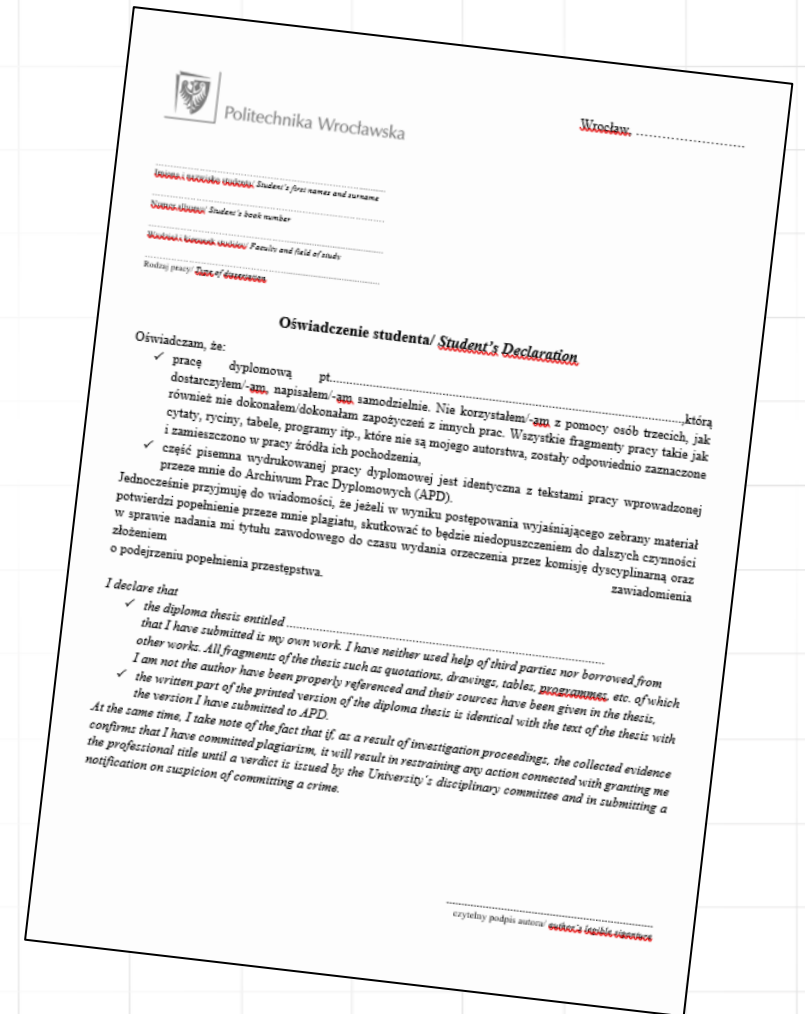 Politechnika Wrocławska
Wrocław, ........................................
Imiona i nazwisko studenta/ Student's first names and surname
Numer albumu/ Student's book number
Wydział i kierunek studiów/ Faculty and field of study
Rodzaj pracy/ Type of dissertation
Oświadczenie studenta/ Student's Declaration
Oświadczam, że:
✓ pracę dyplomową pt....................................................................................................,którą
dostarczyłem/-am, napisałem/-am samodzielnie. Nie korzystałem/-am z pomocy osób trzecich, jak
również nie dokonałem/dokonałam zapożyczeń z innych prac. Wszystkie fragmenty pracy takie jak
cytaty, ryciny, tabele, programy itp., które nie są mojego autorstwa, zostały odpowiednio zaznaczone
i zamieszczono w pracy źródła ich pochodzenia,
✓ część pisemna wydrukowanej pracy dyplomowej jest identyczna z tekstami pracy wprowadzonej
przeze mnie do Archiwum Prac Dyplomowych (APD).
Jednocześnie przyjmuję do wiadomości, że jeżeli w wyniku postępowania wyjaśniającego zebrany materiał
potwierdzi popełnienie przeze mnie plagiatu, skutkować to będzie niedopuszczeniem do dalszych czynności
w sprawie nadania mi tytułu zawodowego do czasu wydania orzeczenia przez komisję dyscyplinarną oraz
złożeniem zawiadomienia
o podejrzeniu popełnienia przestępstwa.
I declare that
✓ the diploma thesis entitled ....................................................................................................
that I have submitted is my own work. I have neither used help of third parties nor borrowed from
other works. All fragments of the thesis such as quotations, drawings, tables, programmes, etc. of which
I am not the author have been properly referenced and their sources have been given in the thesis,
✓ the written part of the printed version of the diploma thesis is identical with the text of the thesis with
the version I have submitted to APD.
At the same time, I take note of the fact that if, as a result of investigation proceedings, the collected evidence
confirms that I have committed plagiarism, it will result in restraining any action connected with granting me
the professional title until a verdict is issued by the University's disciplinary committee and in submitting a
notification on suspicion of committing a crime.
czytelny podpis autora/ author's legible signature